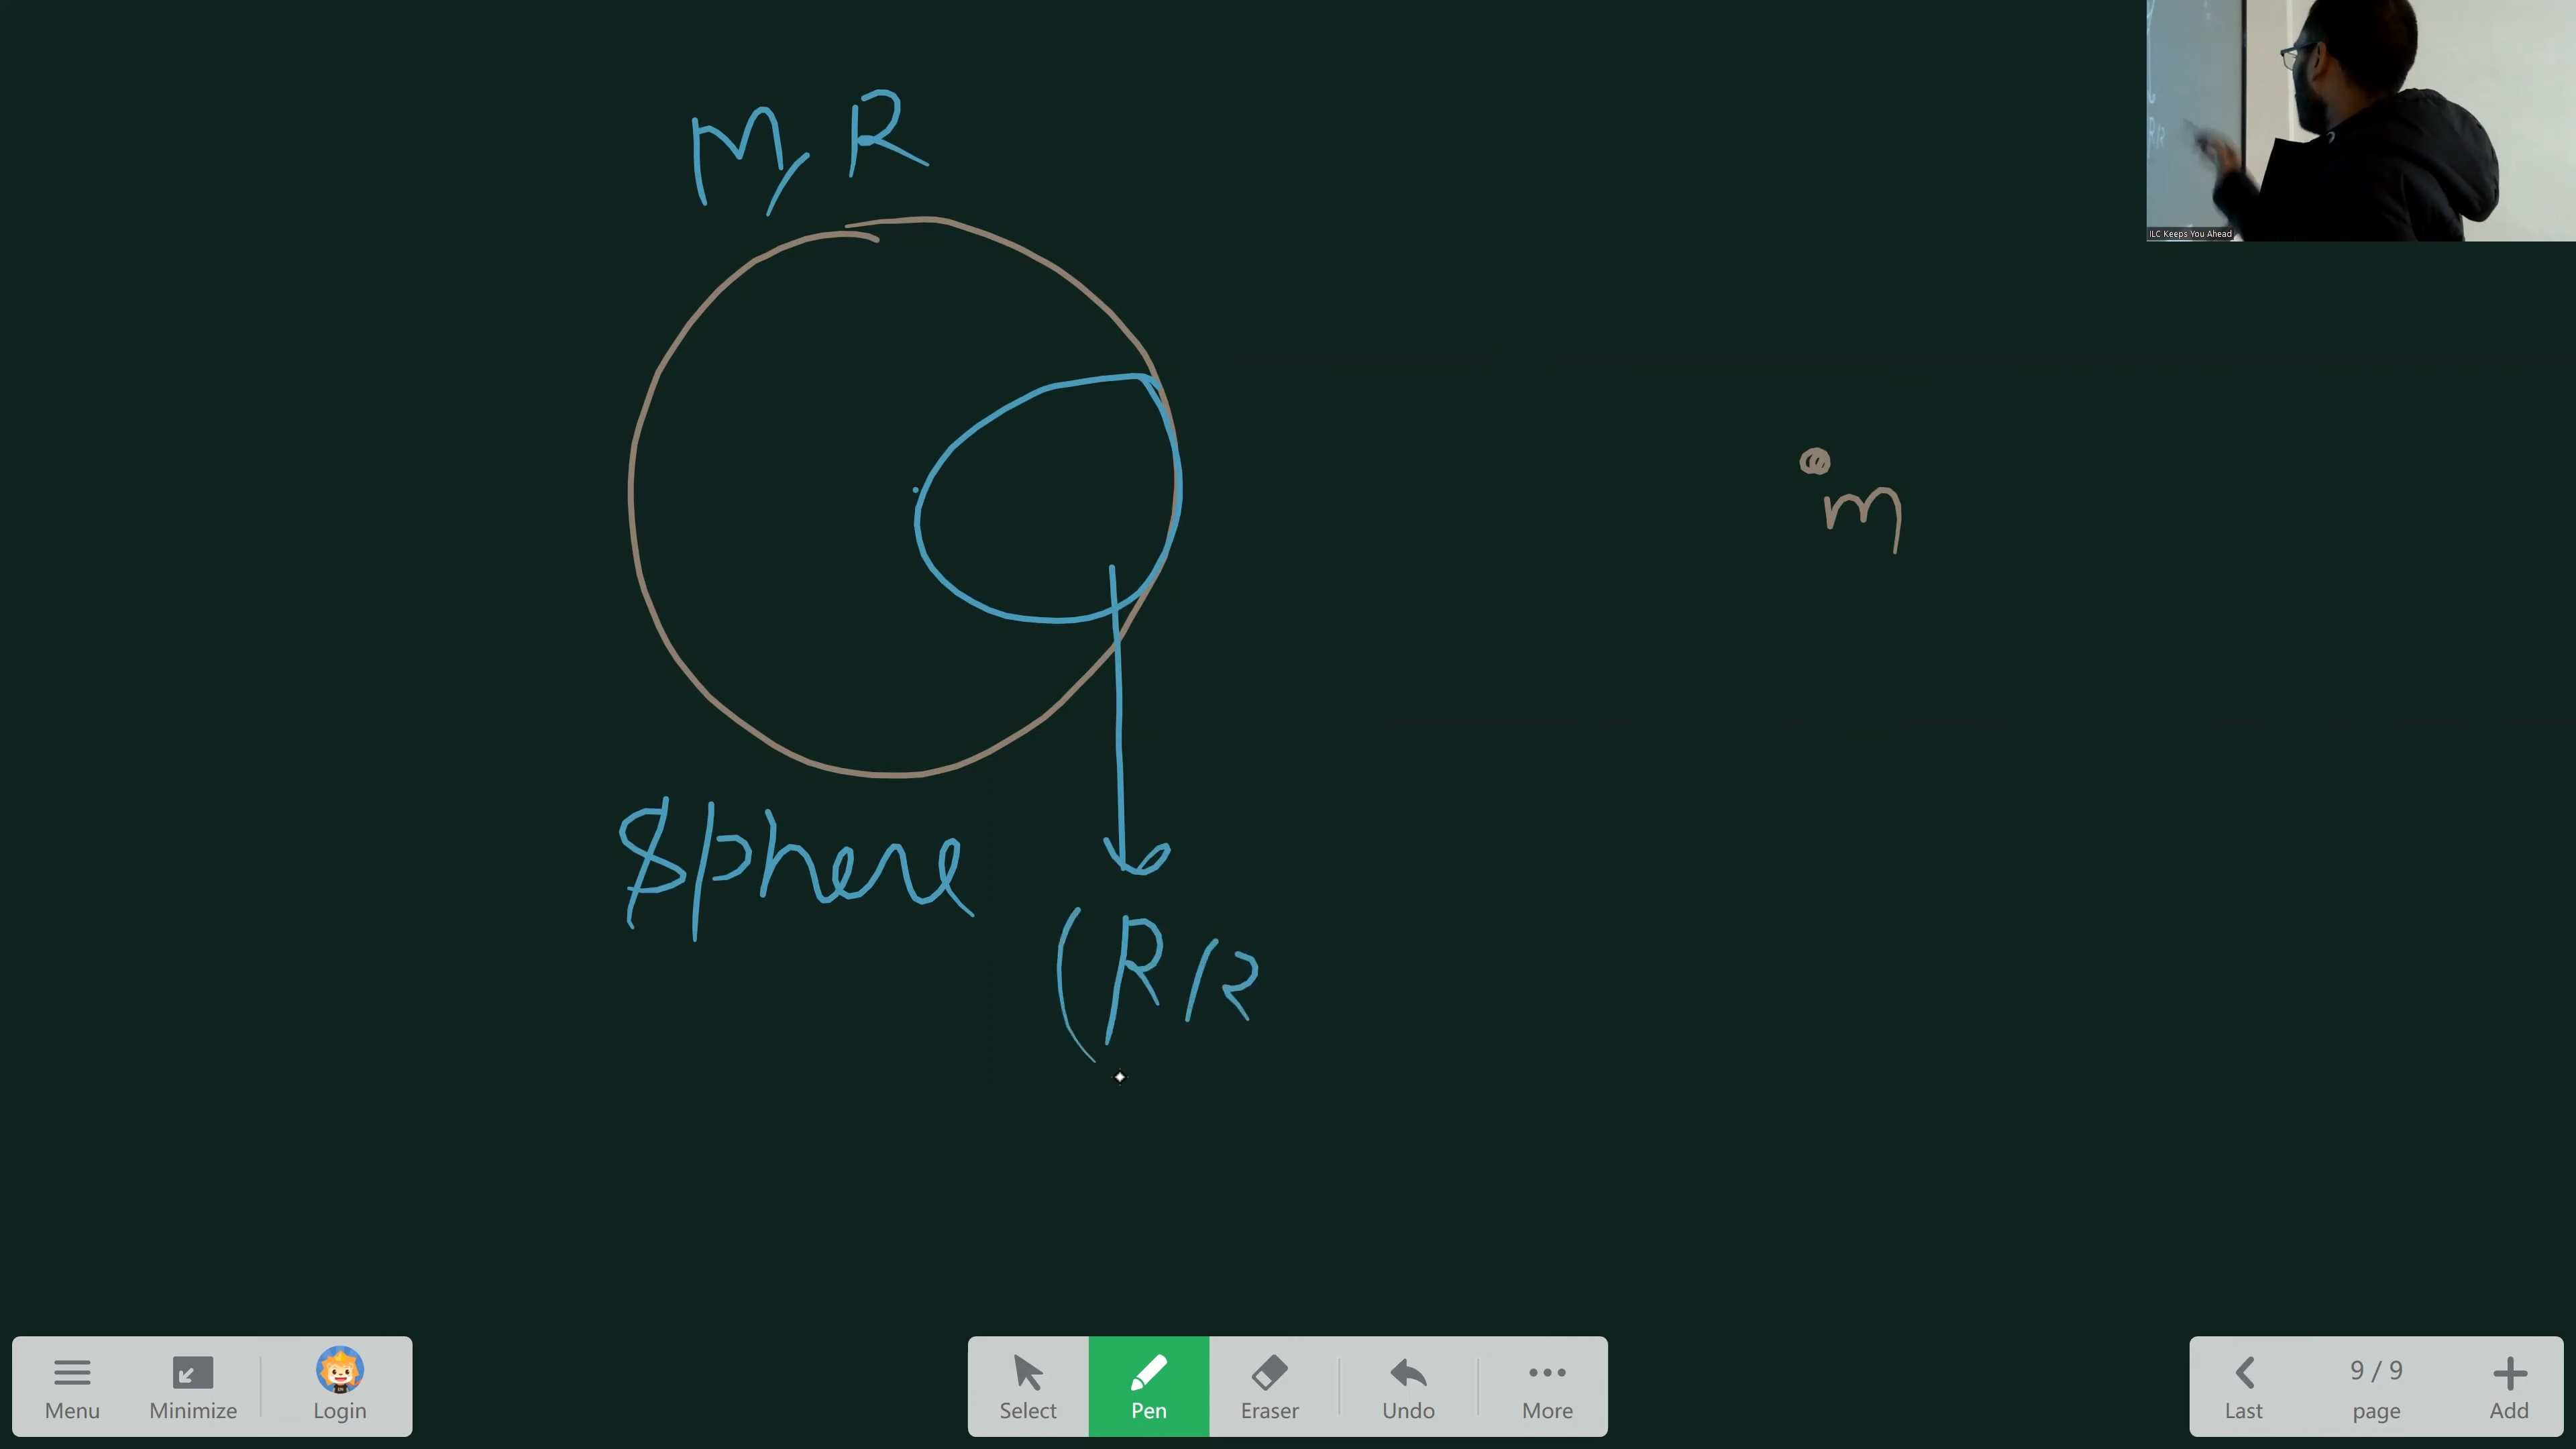 M, R
ILC Keeps You Ahead
m
Sphere
(R/2
Menu
Minimize
Login
Select
Pen
Eraser
Undo
More
Last
9 / 9
page
Add